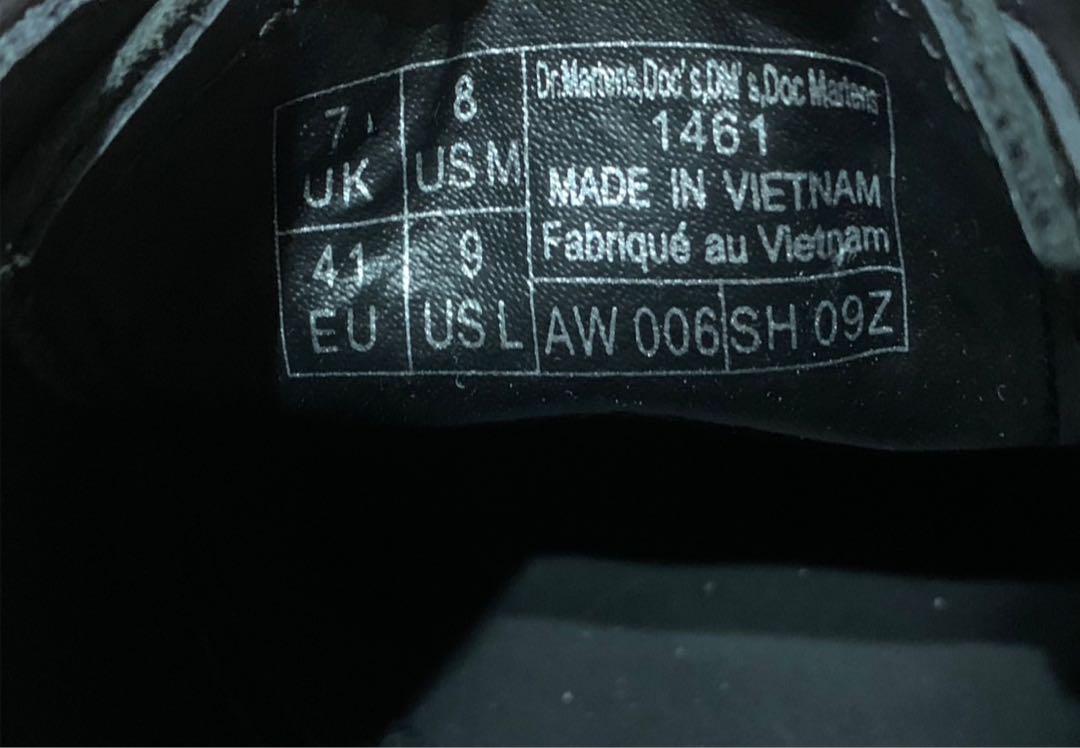 7
UK
8
US M
41
EU
9
US L
Dr.Martens,Doc's,DM's,Doc Martens
1461
MADE IN VIETNAM
Fabriqué au Vietnam
AW 006
SH 09Z